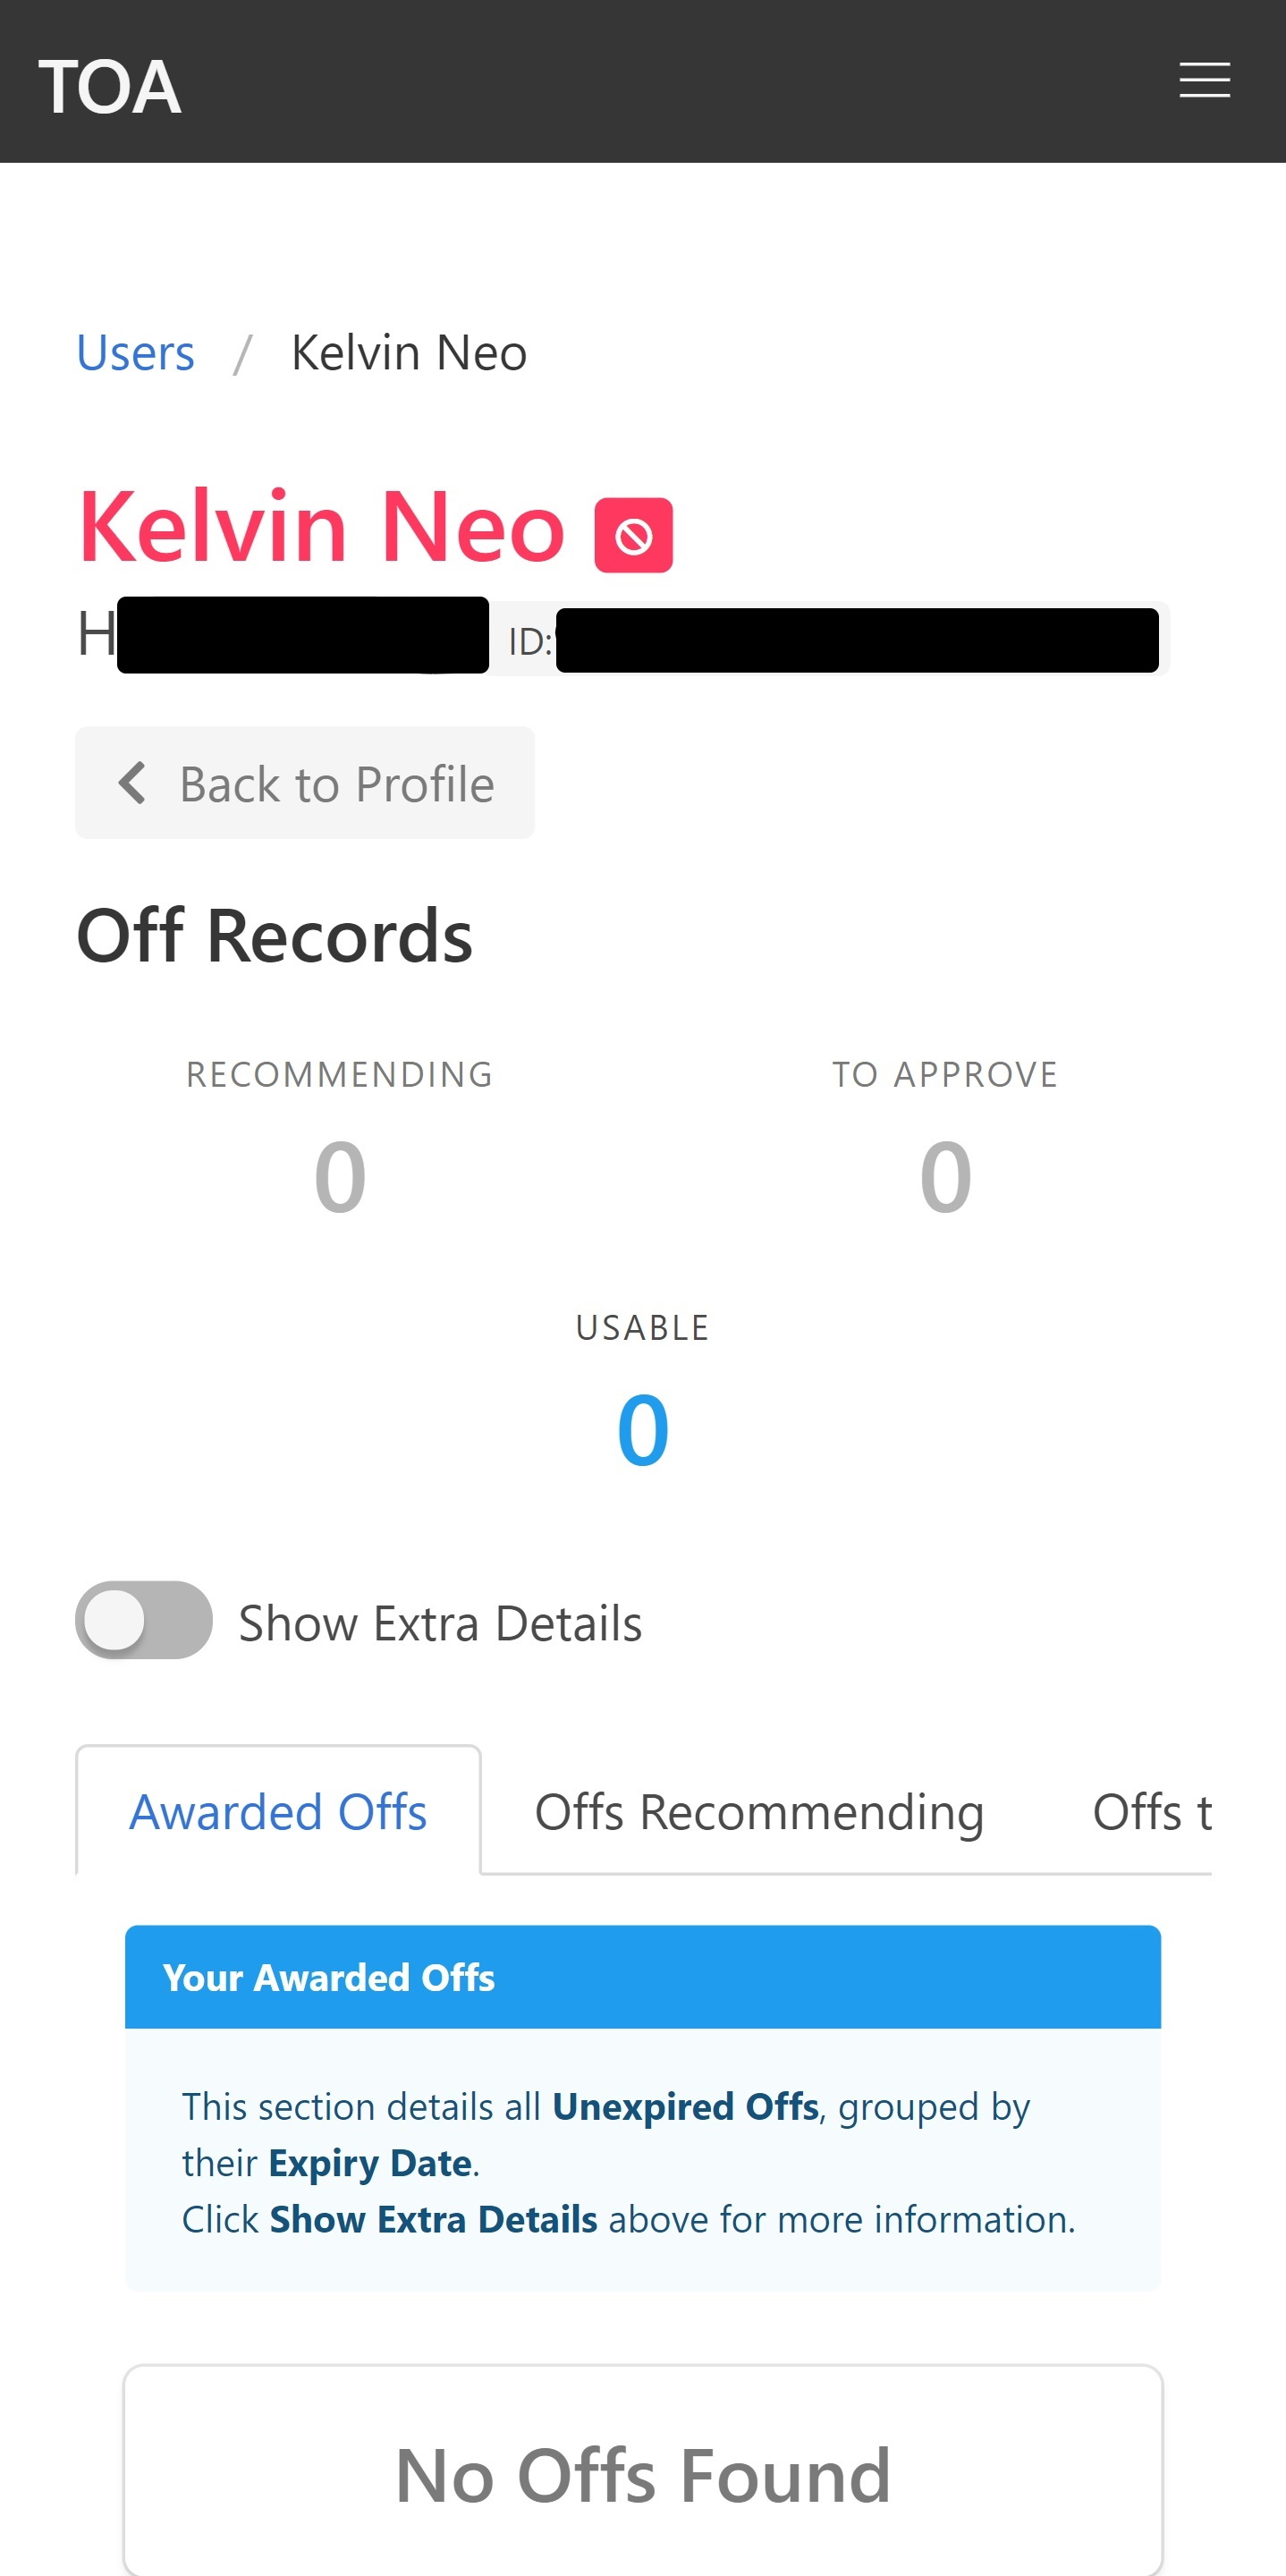 TOA
Users / Kelvin Neo
Kelvin Neo
H
ID:
Back to Profile
Off Records
RECOMMENDING
TO APPROVE
0
0
USABLE
0
Show Extra Details
Awarded Offs
Offs Recommending
Offs t
Your Awarded Offs
This section details all Unexpired Offs, grouped by
their Expiry Date.
Click Show Extra Details above for more information.
No Offs Found